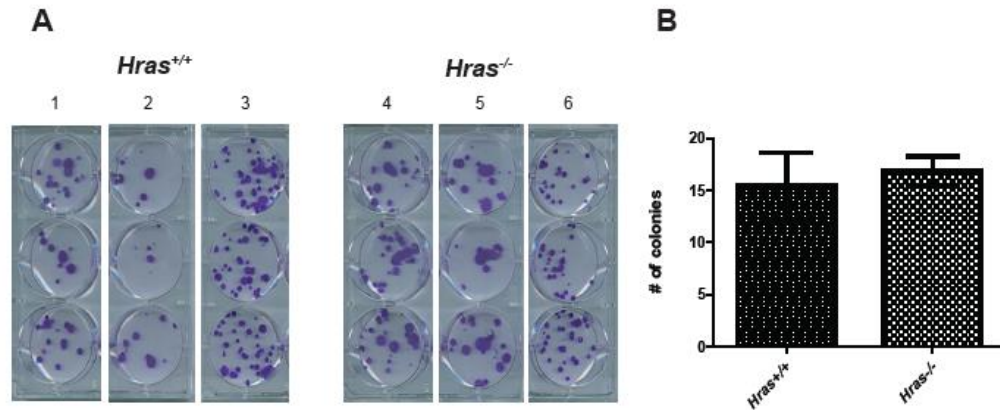 A
B
Hras+/+
Hras-/-
1 2 3 4 5 6
# of colonies
20
15
10
5
0
Hras+/+
Hras-/-